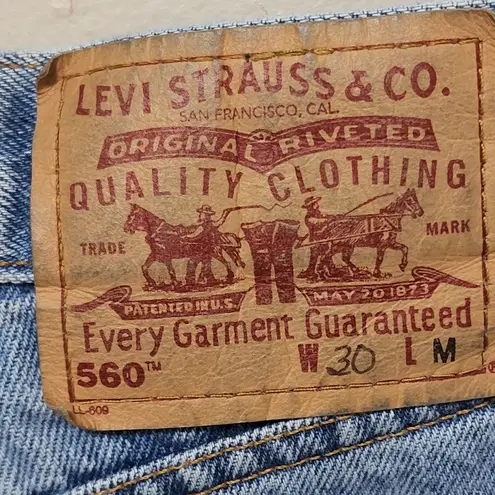 LEVI STRAUSS & CO.
SAN FRANCISCO, CAL.
ORIGINAL RIVETED
QUALITY CLOTHING
TRADE MARK
PATENTED IN U.S. MAY 20 1873
Every Garment Guaranteed
560™ W 30 L M
®
LL-609